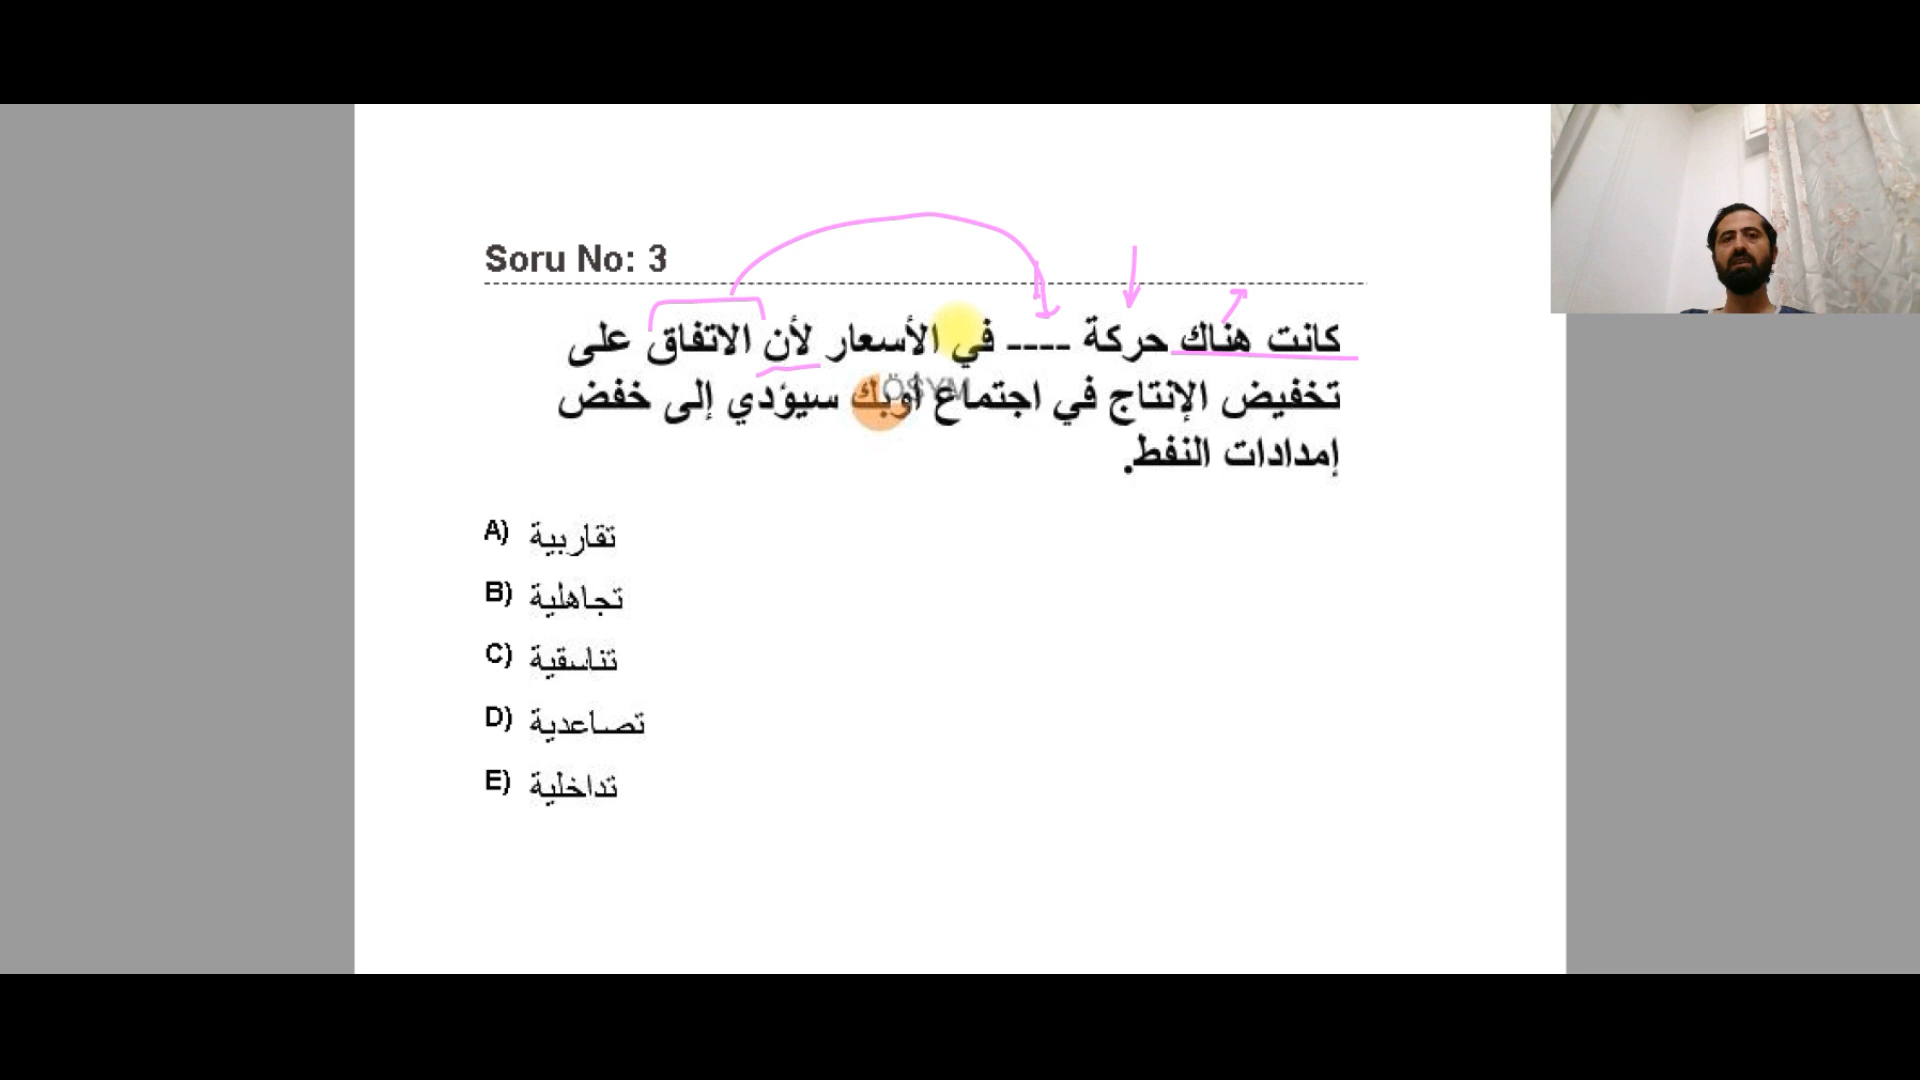 Soru No: 3
كانت هناك حركة ---- في الأسعار لأن الاتفاق على
تخفيض الإنتاج في اجتماع أوبك سيؤدي إلى خفض
إمدادات النفط.
ÖSYM
A) تقاربية
B) تجاهلية
C) تناسقية
D) تصاعدية
E) تداخلية